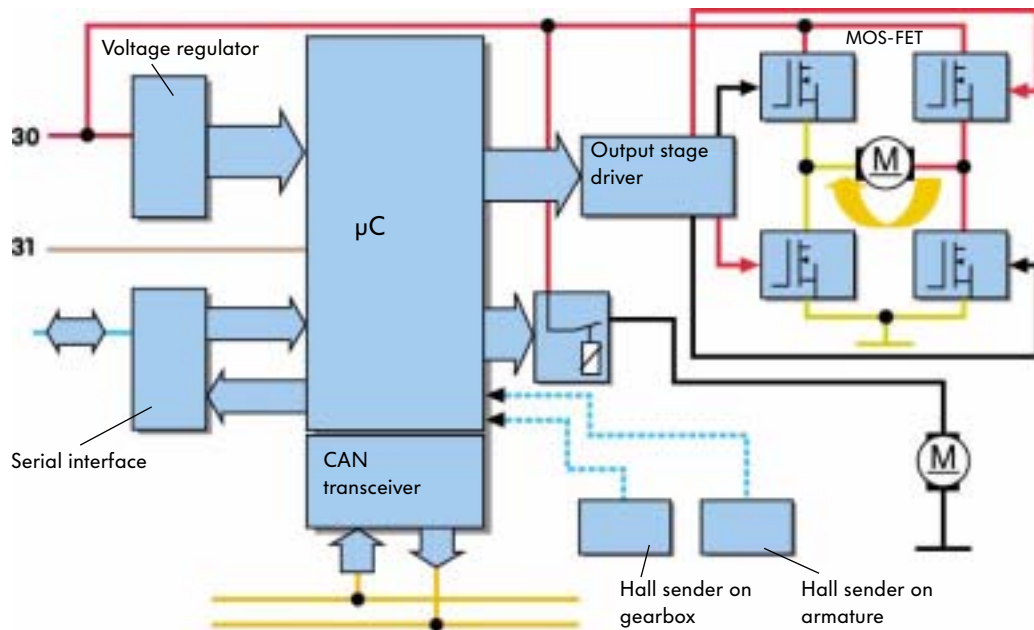 Voltage regulator
MOS-FET
30
Output stage
driver
M
µC
31
Serial interface
CAN
transceiver
M
Hall sender on
gearbox
Hall sender on
armature